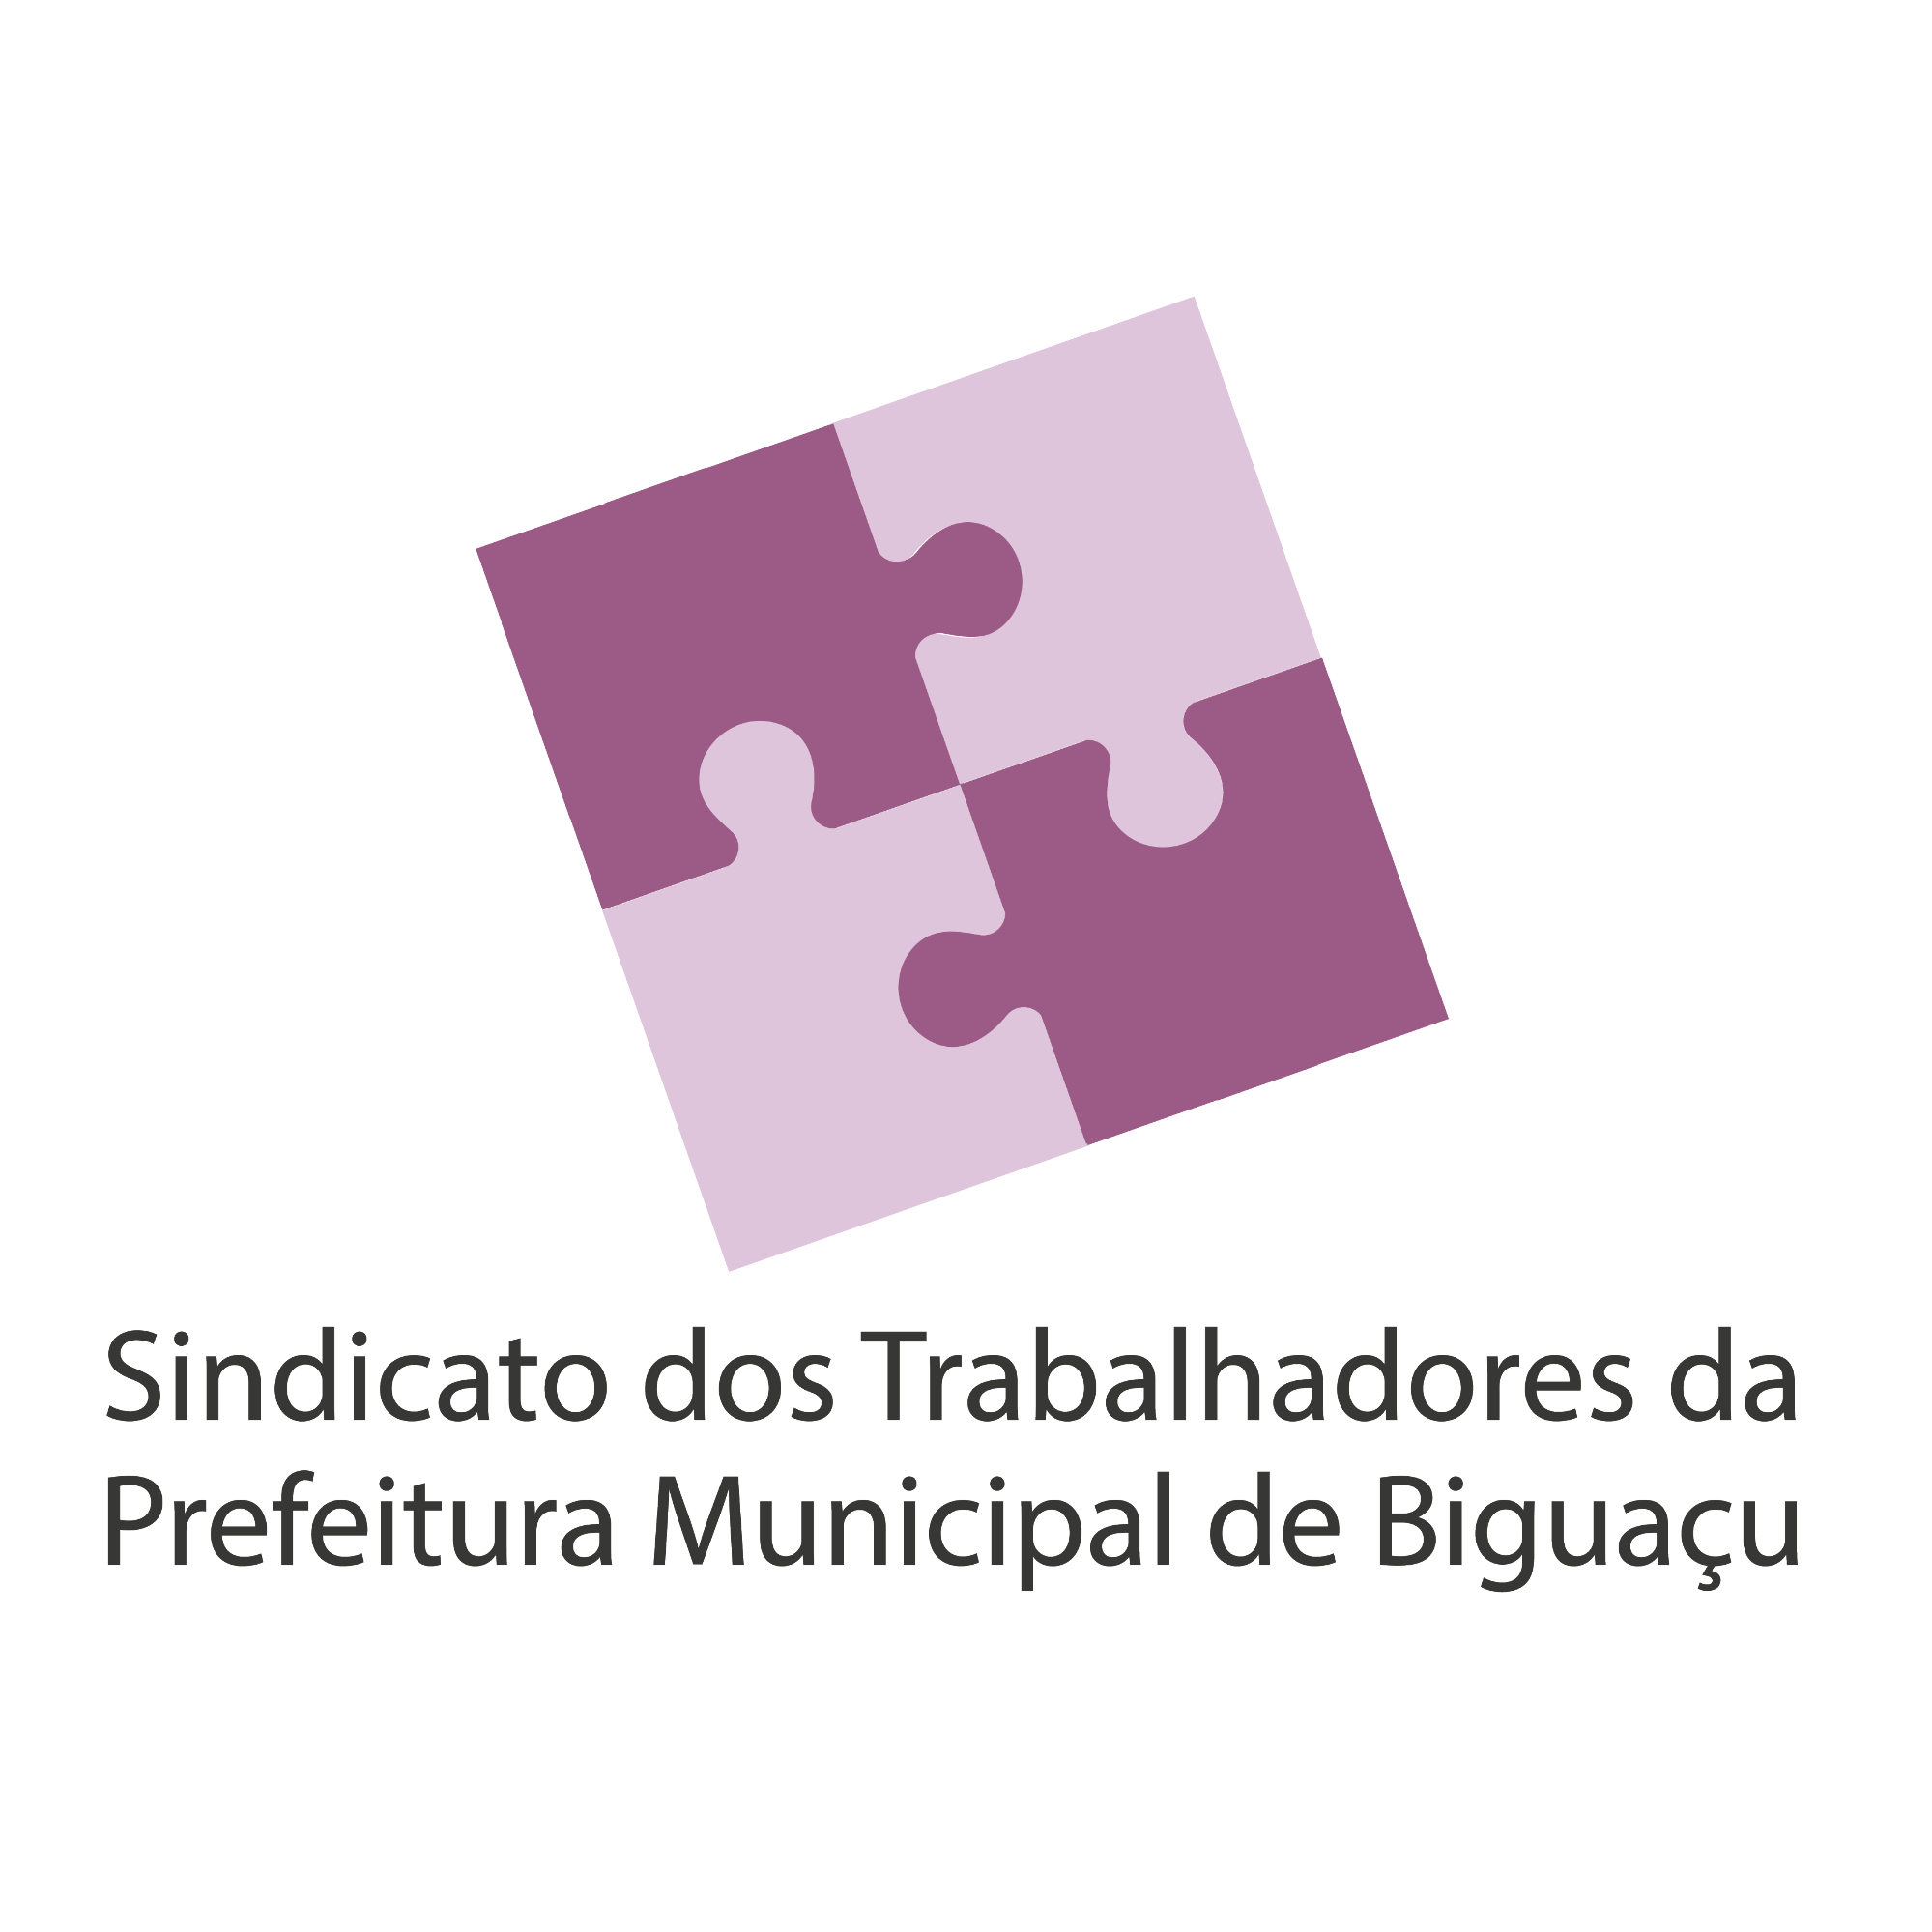 Sindicato dos Trabalhadores da
Prefeitura Municipal de Biguaçu